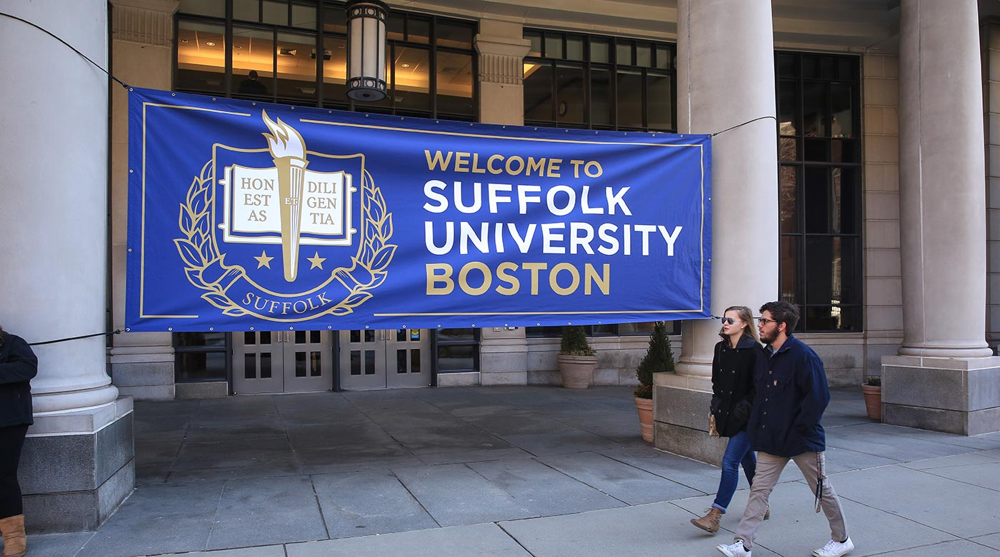 HON
EST
AS
ET
DILI
GEN
TIA
SUFFOLK
WELCOME TO
SUFFOLK
UNIVERSITY
BOSTON